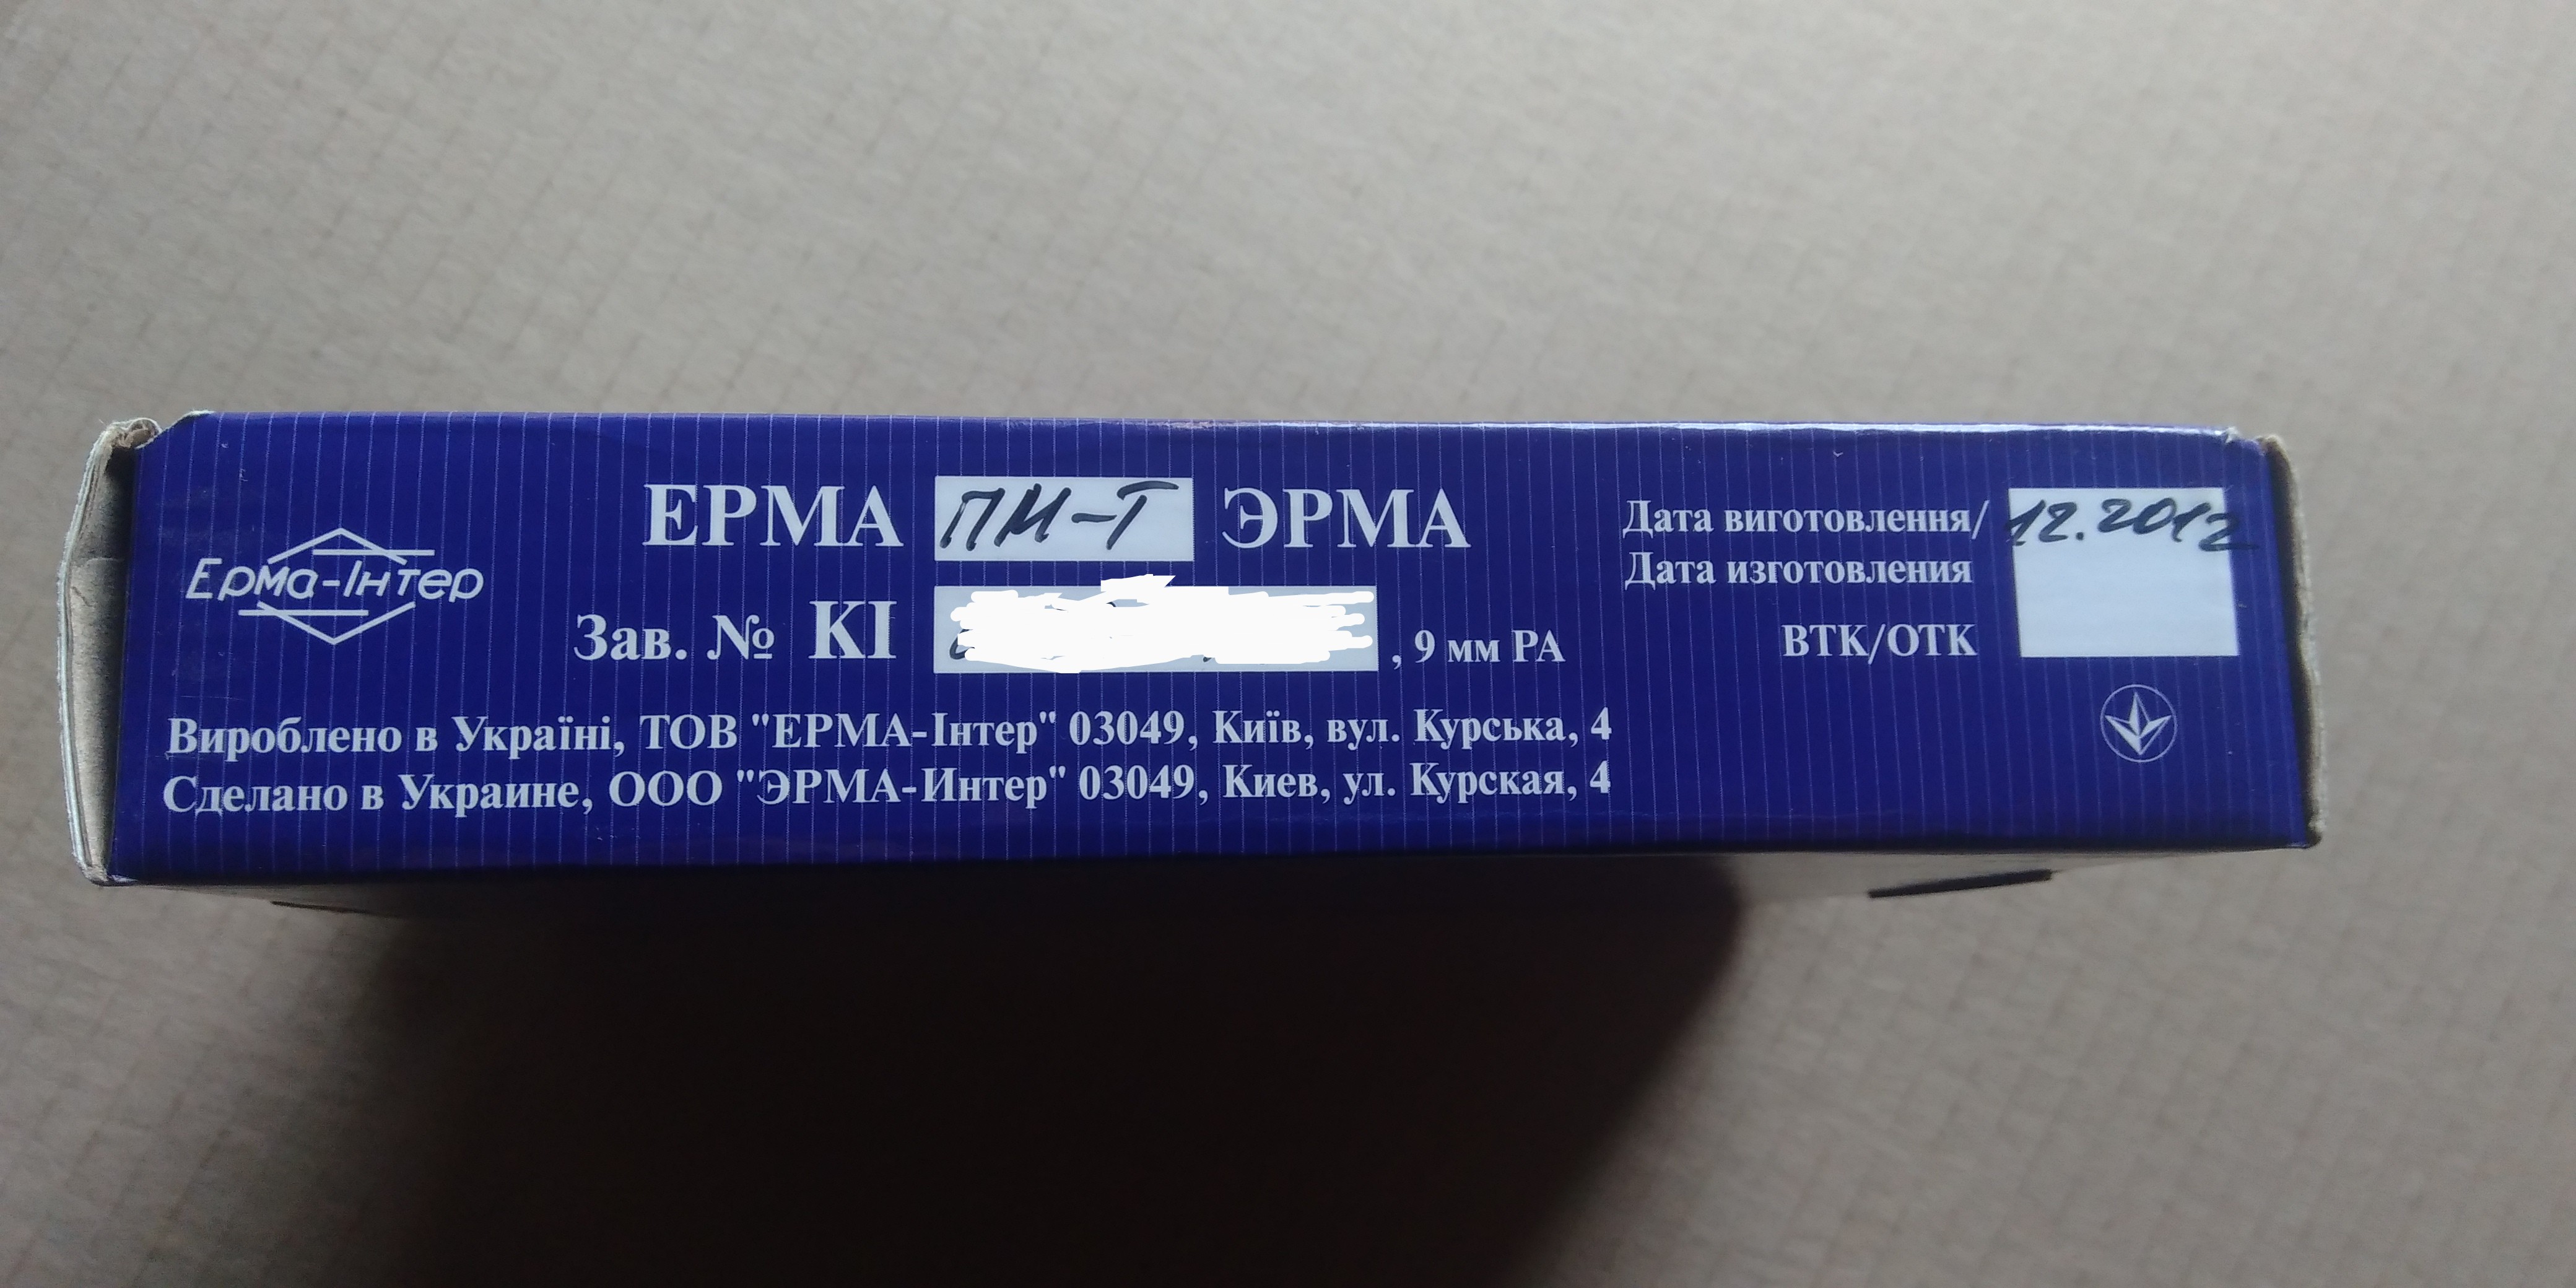 Ерма-Інтер
ЕРМА ПМ-Т ЭРМА
Зав. № КІ , 9 мм РА
Дата виготовлення/ 12.2012
Дата изготовления
ВТК/ОТК
Вироблено в Україні, ТОВ "ЕРМА-Інтер" 03049, Київ, вул. Курська, 4
Сделано в Украине, ООО "ЭРМА-Интер" 03049, Киев, ул. Курская, 4